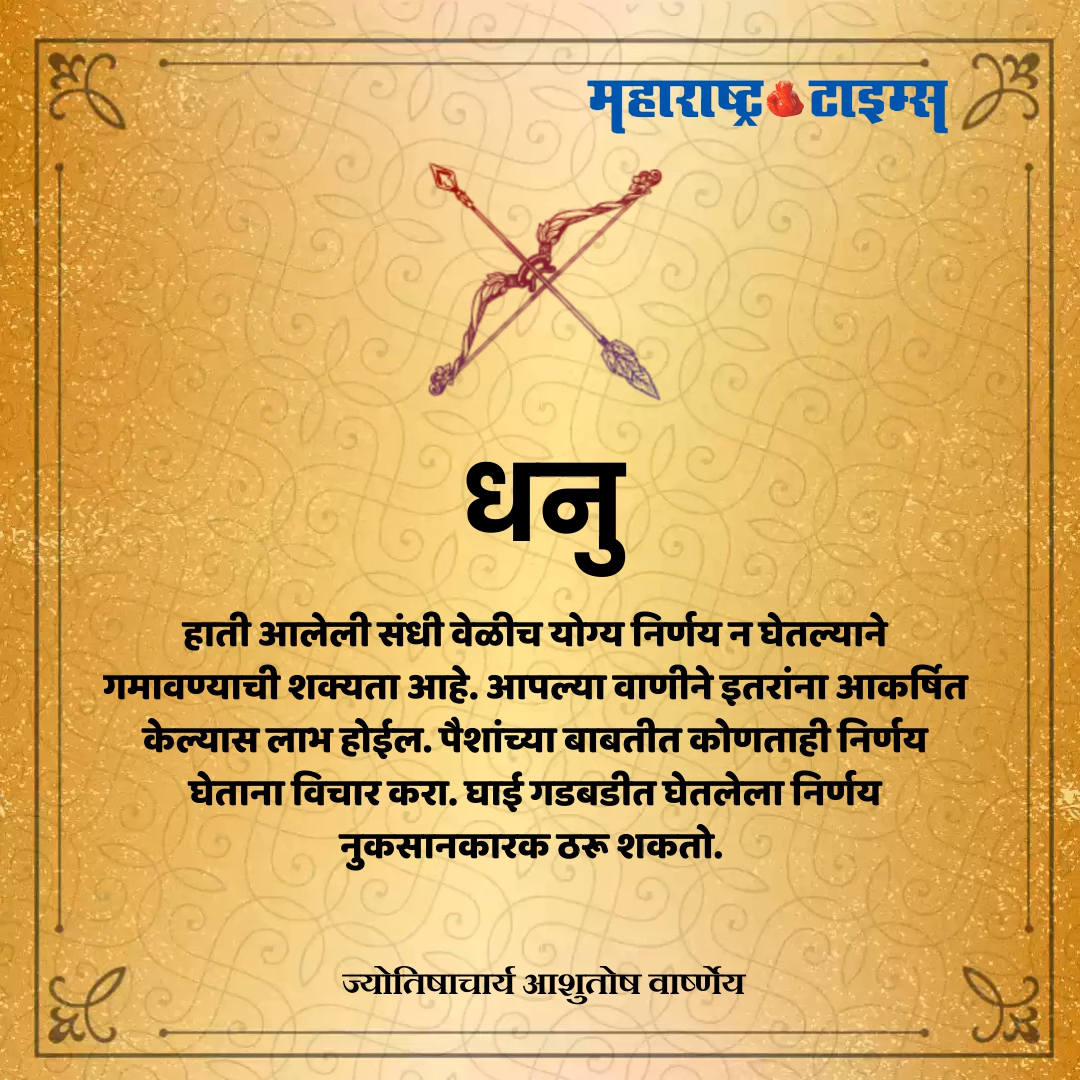 महाराष्ट्र टाइम्स
धनु
हाती आलेली संधी वेळीच योग्य निर्णय न घेतल्याने
गमावण्याची शक्यता आहे. आपल्या वाणीने इतरांना आकर्षित
केल्यास लाभ होईल. पैशांच्या बाबतीत कोणताही निर्णय
घेताना विचार करा. घाई गडबडीत घेतलेला निर्णय
नुकसानकारक ठरू शकतो.
ज्योतिषाचार्य आशुतोष वार्ष्णेय